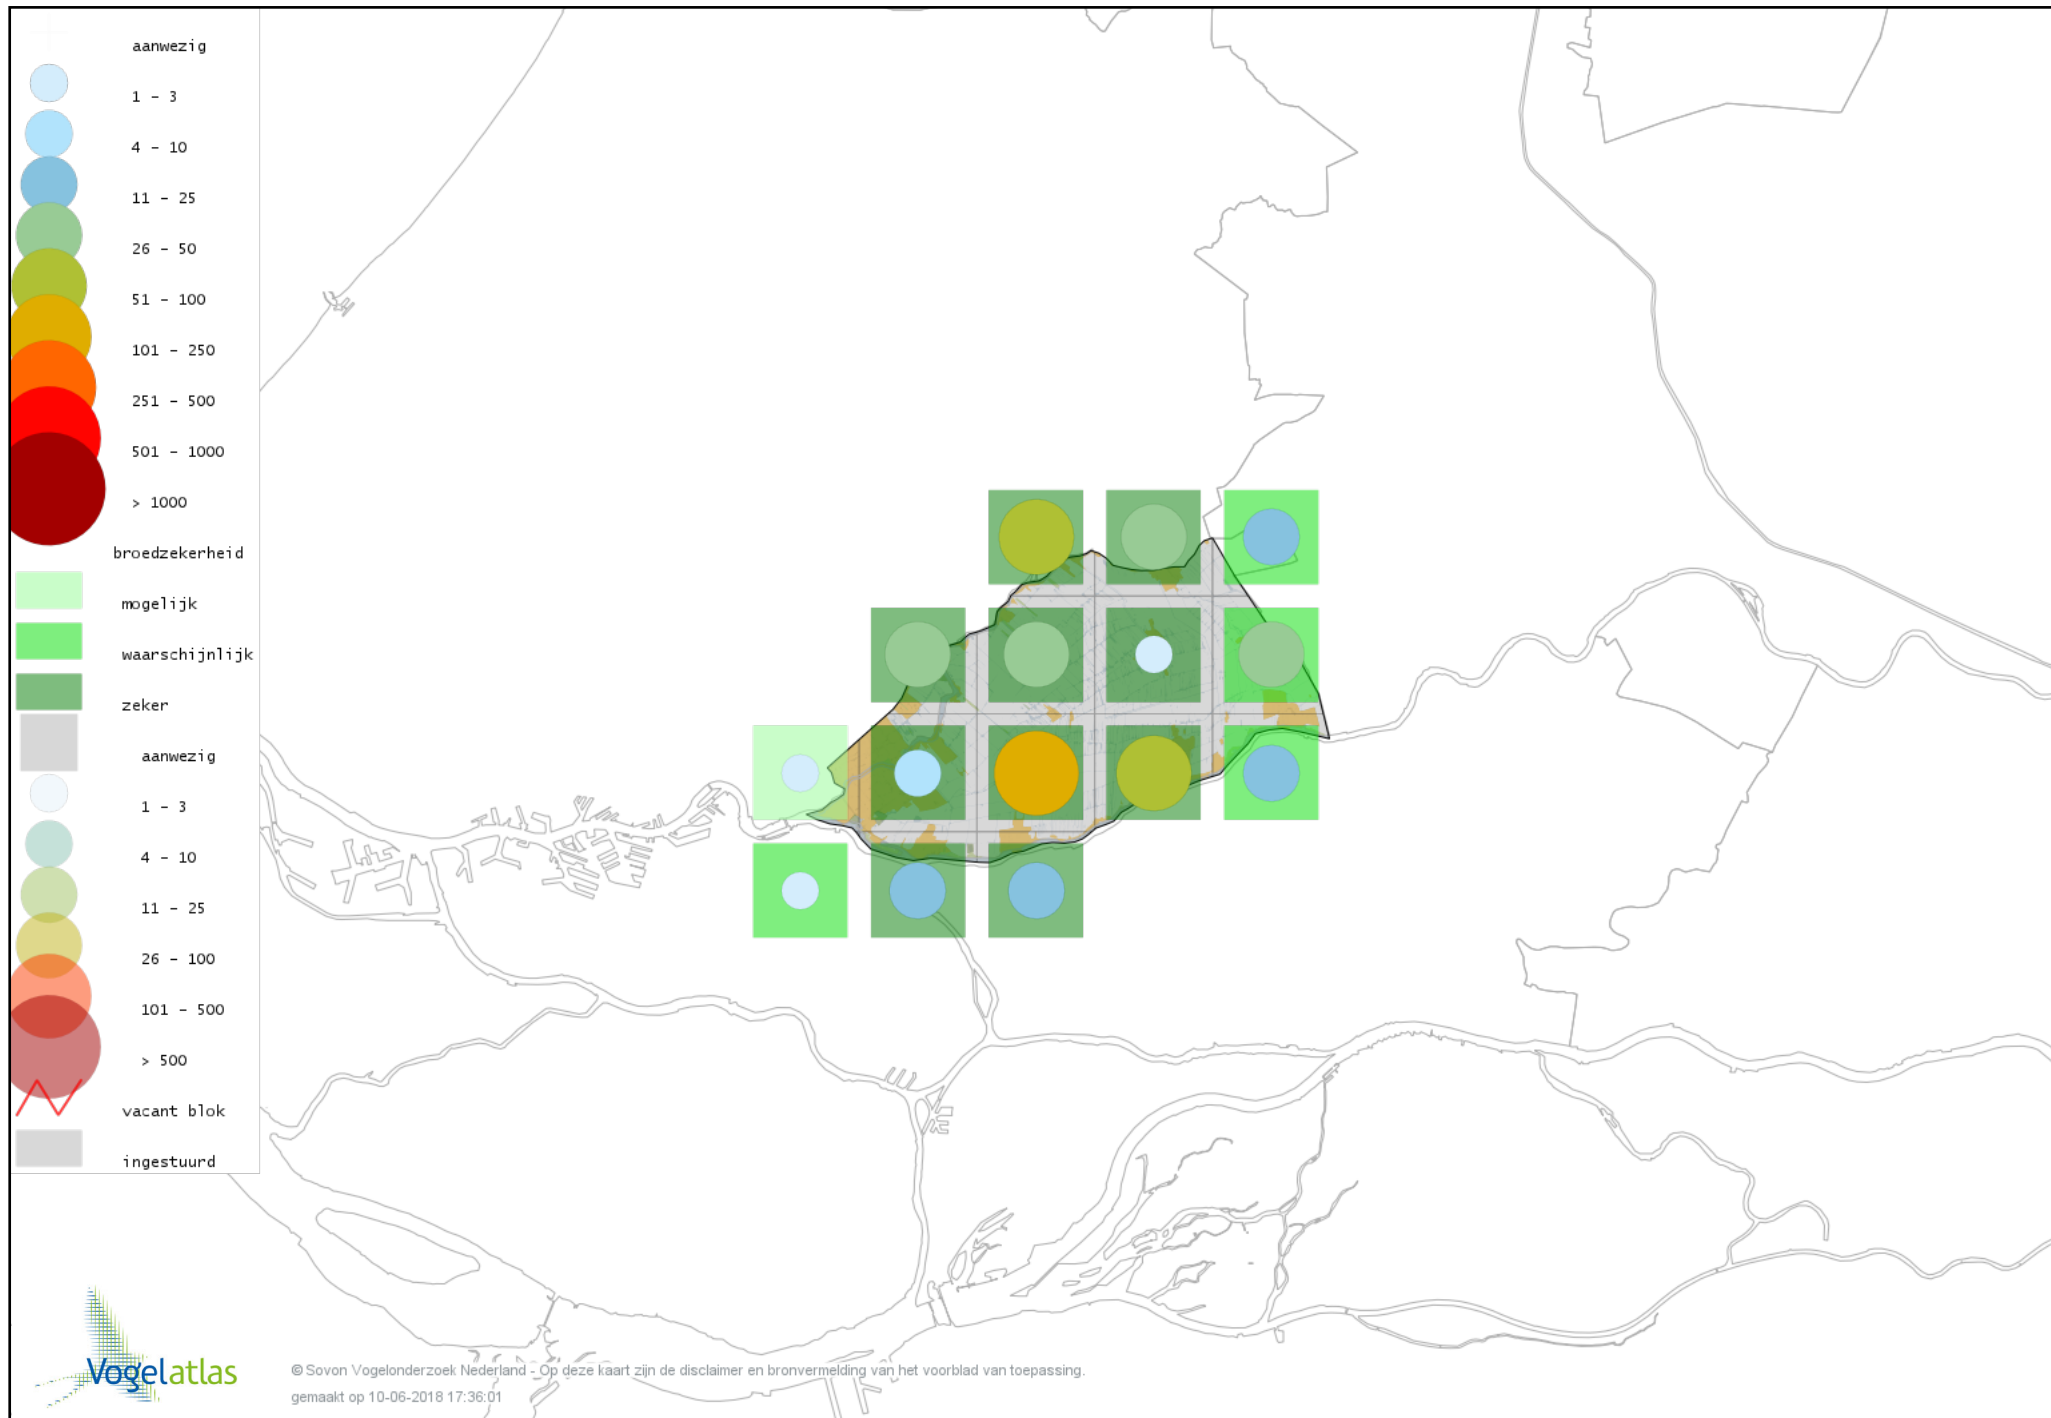 aanwezig
1 - 3
4 - 10
11 - 25
26 - 50
51 - 100
101 - 250
251 - 500
501 - 1000
> 1000
broedzekerheid
mogelijk
waarschijnlijk
zeker
aanwezig
1 - 3
4 - 10
11 - 25
26 - 100
101 - 500
> 500
vacant blok
ingestuurd
Vogelatlas
© Sovon Vogelonderzoek Nederland - Op deze kaart zijn de disclaimer en bronvermelding van het voorblad van toepassing.
gemaakt op 10-06-2018 17:36:01